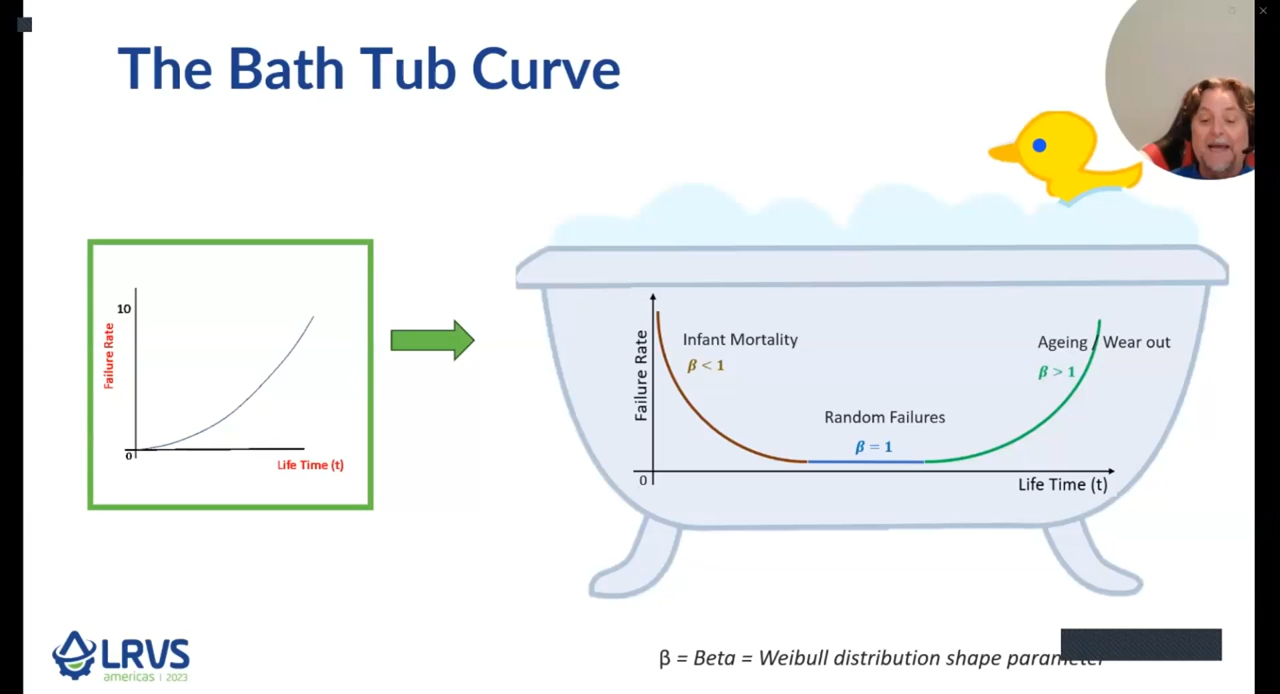 The Bath Tub Curve
10
Failure Rate
0
Life Time (t)
Failure Rate
Infant Mortality
β < 1
Random Failures
β = 1
Ageing / Wear out
β > 1
0
Life Time (t)
LRVS
americas | 2023
β = Beta = Weibull distribution shape parameter